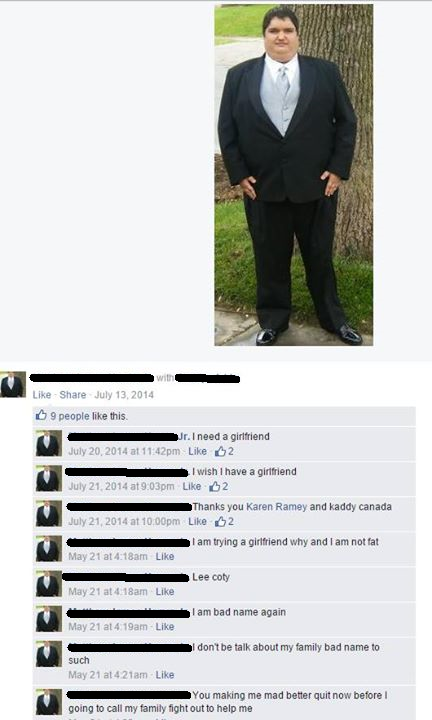 with
Like · Share · July 13, 2014
9 people like this.
Jr. I need a girlfriend
July 20, 2014 at 11:42pm · Like · 2
I wish I have a girlfriend
July 21, 2014 at 9:03pm · Like · 2
Thanks you Karen Ramey and kaddy canada
July 21, 2014 at 10:00pm · Like · 2
I am trying a girlfriend why and I am not fat
May 21 at 4:18am · Like
Lee coty
May 21 at 4:18am · Like
I am bad name again
May 21 at 4:19am · Like
I don't be talk about my family bad name to
such
May 21 at 4:21am · Like
You making me mad better quit now before I
going to call my family fight out to help me